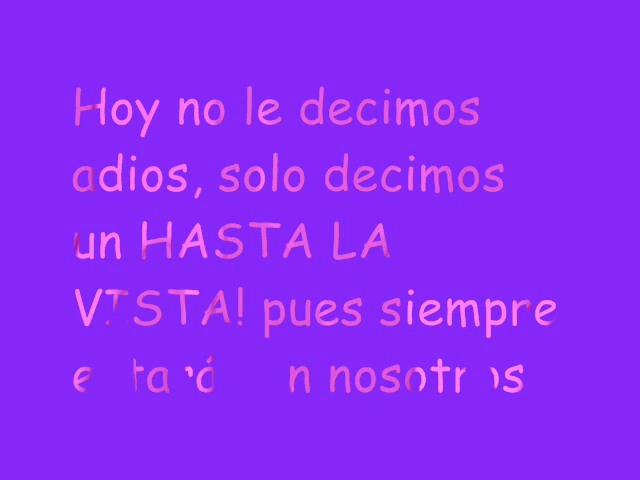 Hoy no le decimos
adios, solo decimos
un HASTA LA
VISTA! pues siempre
nosotros